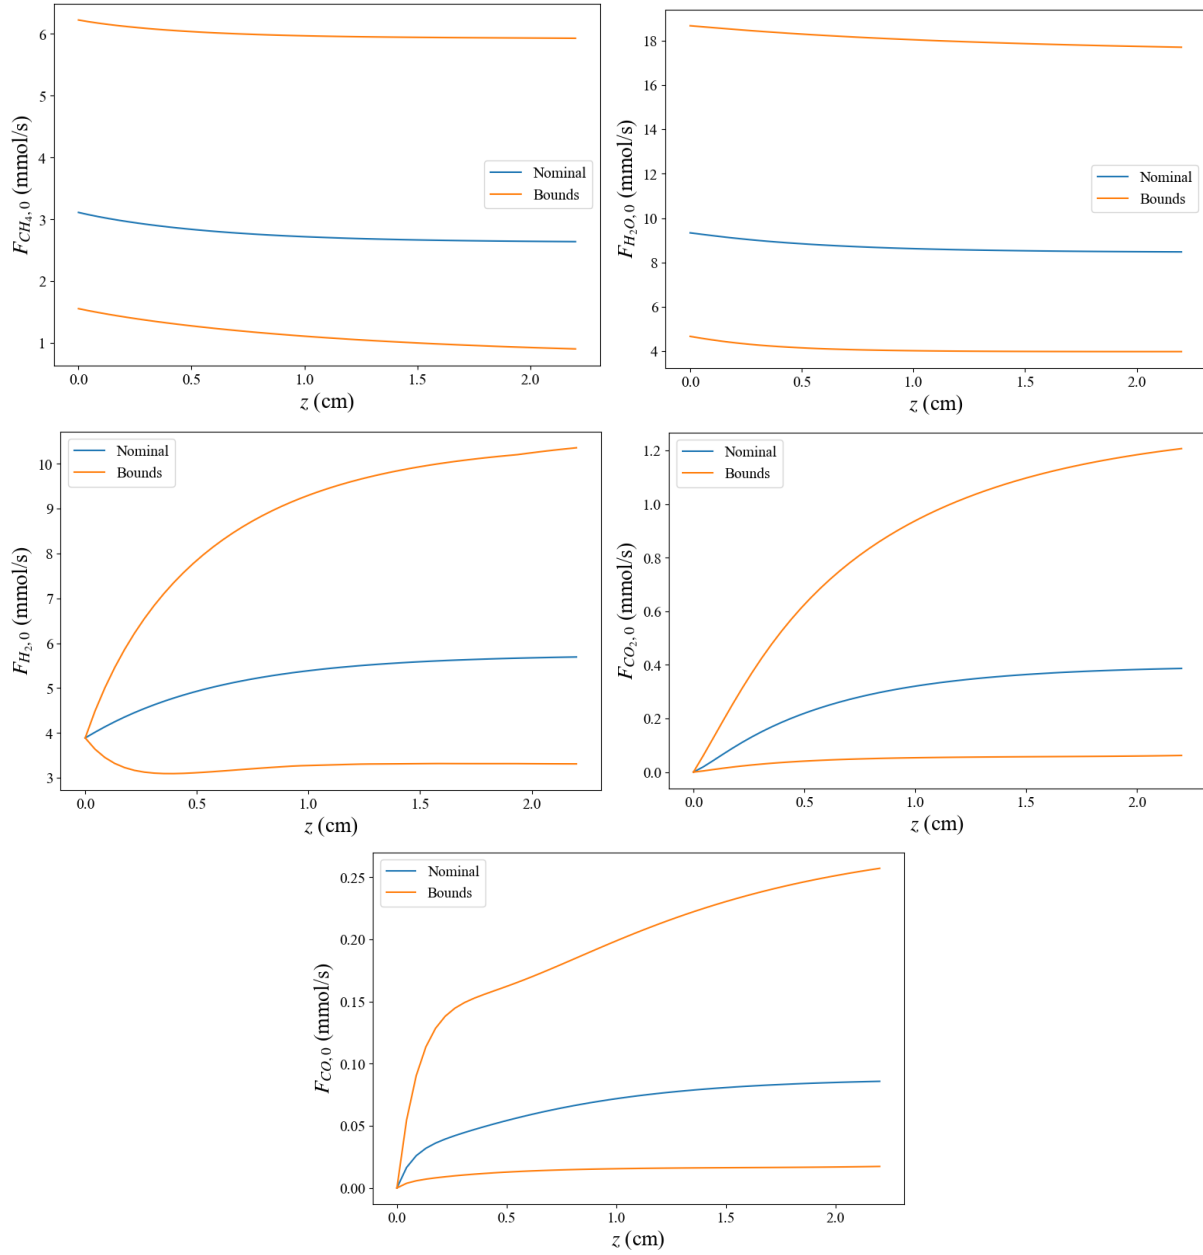 F_{CH_4,0} (mmol/s)
6
5
4
3
2
1
Nominal
Bounds
0.0 0.5 1.0 1.5 2.0
z (cm)
F_{H_2O,0} (mmol/s)
18
16
14
12
10
8
6
4
Nominal
Bounds
0.0 0.5 1.0 1.5 2.0
z (cm)
F_{H_2,0} (mmol/s)
10
9
8
7
6
5
4
3
Nominal
Bounds
0.0 0.5 1.0 1.5 2.0
z (cm)
F_{CO_2,0} (mmol/s)
1.2
1.0
0.8
0.6
0.4
0.2
0.0
Nominal
Bounds
0.0 0.5 1.0 1.5 2.0
z (cm)
F_{CO,0} (mmol/s)
0.25
0.20
0.15
0.10
0.05
0.00
Nominal
Bounds
0.0 0.5 1.0 1.5 2.0
z (cm)